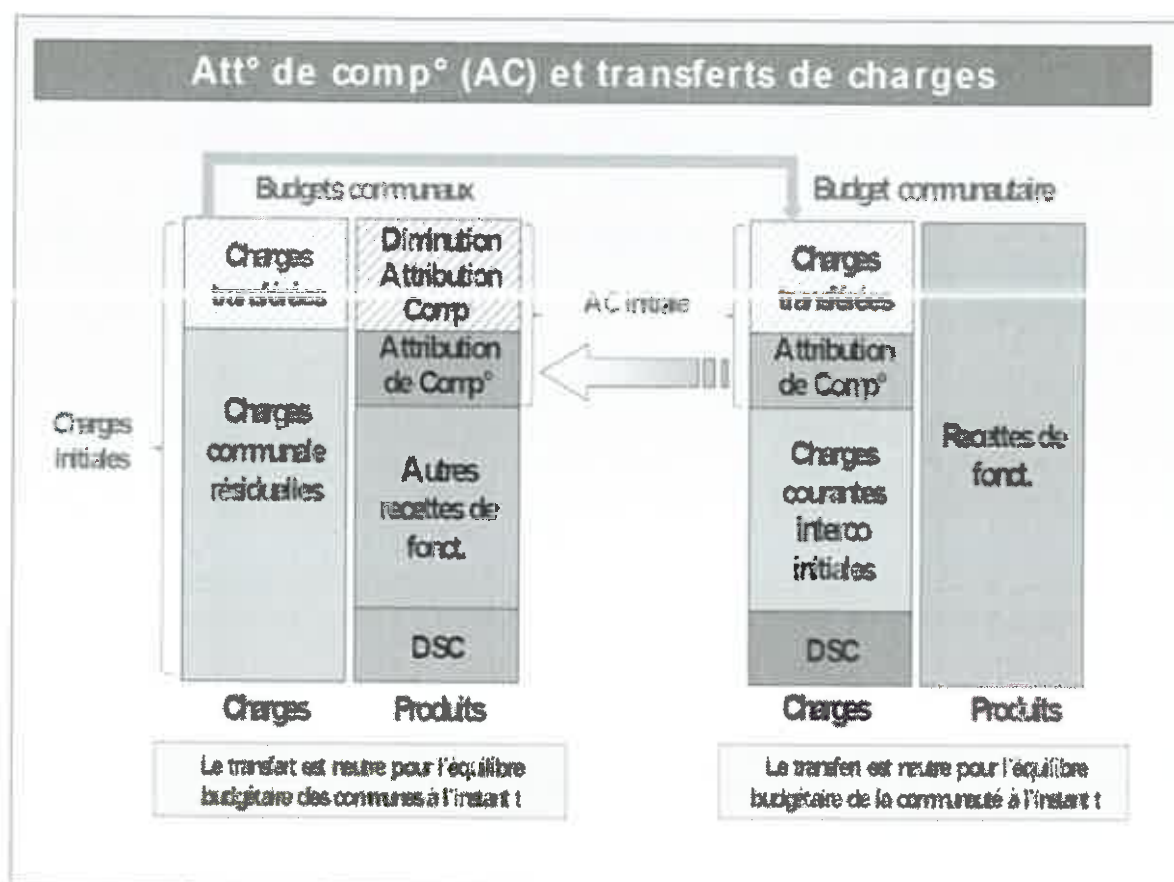 Att° de comp° (AC) et transferts de charges
Budgets communaux
Budget communautaire
Charges
transférées
Diminution
Attribution
Comp
AC initiale
Charges
transférées
Attribution
de Comp°
Attribution
de Comp°
Charges
initiales
Charges
communale
résiduelles
Autres
recettes de
fonct.
Charges
courantes
interco
initiales
Recettes de
fonct.
DSC
DSC
Charges
Produits
Charges
Produits
Le transfert est neutre pour l'équilibre
budgétaire des communes à l'instant t
Le transfert est neutre pour l'équilibre
budgétaire de la communauté à l'instant t